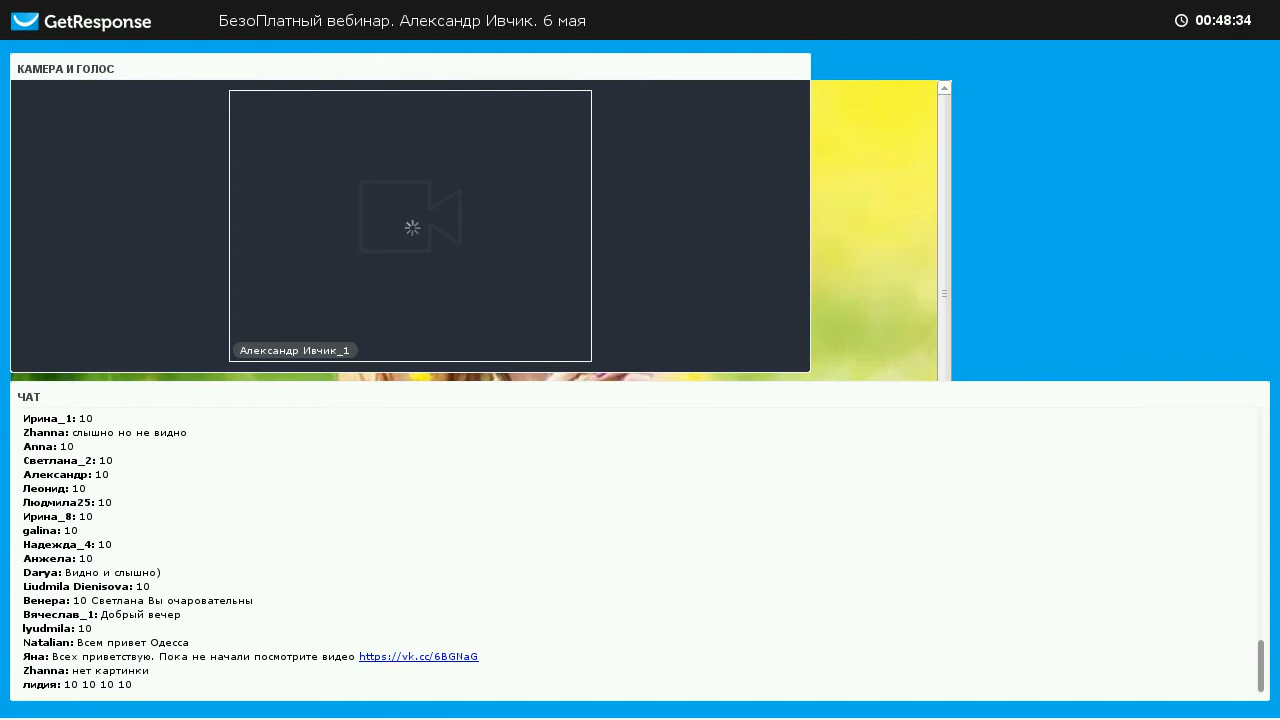 GetResponse
БезоПлатный вебинар. Александр Ивчик. 6 мая
00:48:34
КАМЕРА И ГОЛОС
Александр Ивчик_1
ЧАТ
Ирина_1: 10
Zhanna: слышно но не видно
Anna: 10
Светлана_2: 10
Александр: 10
Леонид: 10
Людмила25: 10
Ирина_8: 10
galina: 10
Надежда_4: 10
Анжела: 10
Darya: Видно и слышно)
Liudmila Dienisova: 10
Венера: 10 Светлана Вы очаровательны
Вячеслав_1: Добрый вечер
lyudmila: 10
Natalian: Всем привет Одесса
Яна: Всех приветствую. Пока не начали посмотрите видео https://vk.cc/6BGNaG
Zhanna: нет картинки
лидия: 10 10 10 10